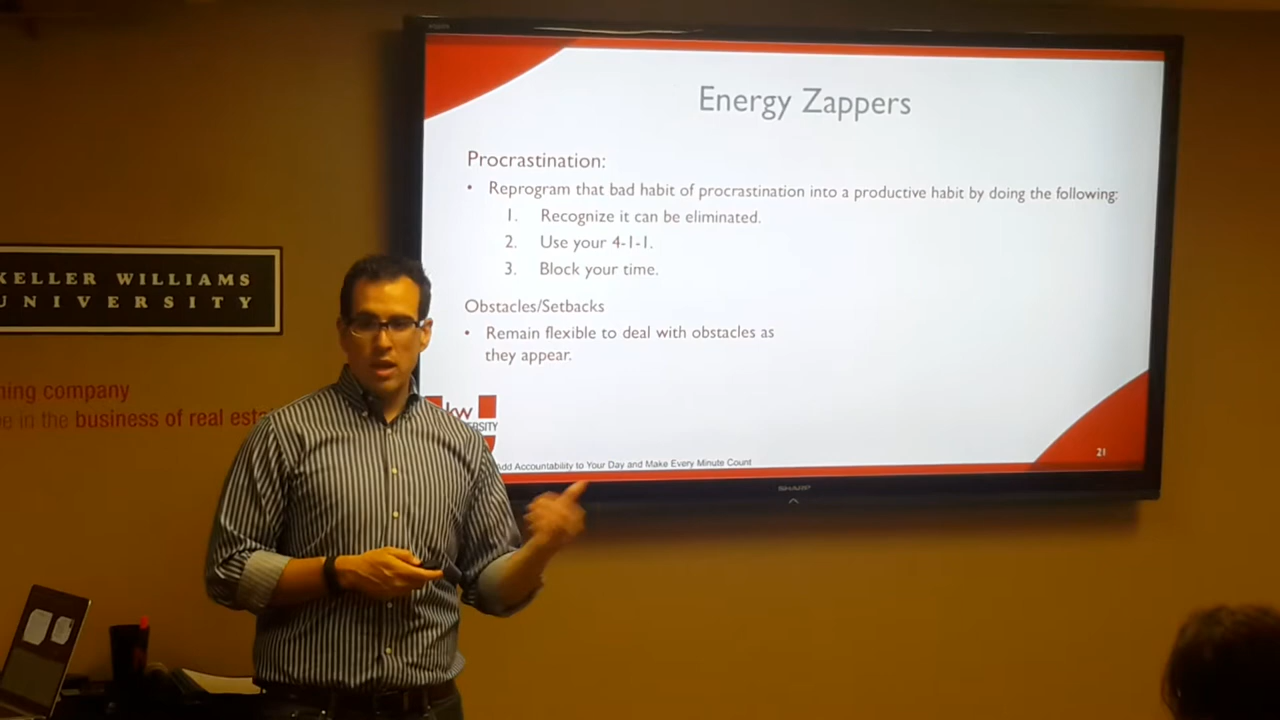 Energy Zappers
Procrastination:
• Reprogram that bad habit of procrastination into a productive habit by doing the following:
1. Recognize it can be eliminated.
2. Use your 4-1-1.
3. Block your time.
Obstacles/Setbacks
• Remain flexible to deal with obstacles as
they appear.
kw
ERSITY
Add Accountability to Your Day and Make Every Minute Count
21
SHARP
KELLER WILLIAMS
UNIVERSITY
ning company
e in the business of real esta